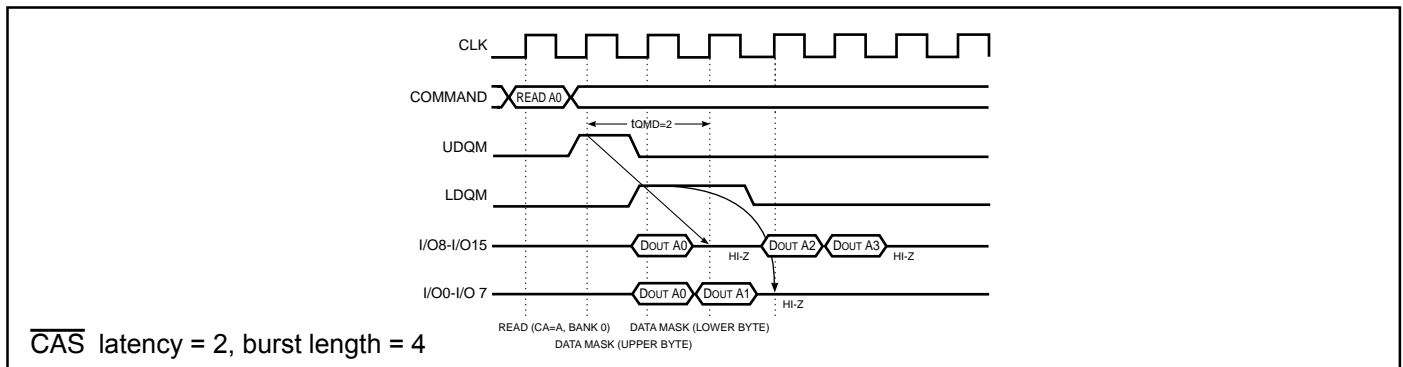 CLK
COMMAND READ A0
tQMD=2
UDQM
LDQM
I/O8-I/O15 DOUT A0 HI-Z DOUT A2 DOUT A3 HI-Z
I/O0-I/O 7 DOUT A0 DOUT A1 HI-Z
READ (CA=A, BANK 0) DATA MASK (LOWER BYTE)
DATA MASK (UPPER BYTE)
CAS latency = 2, burst length = 4